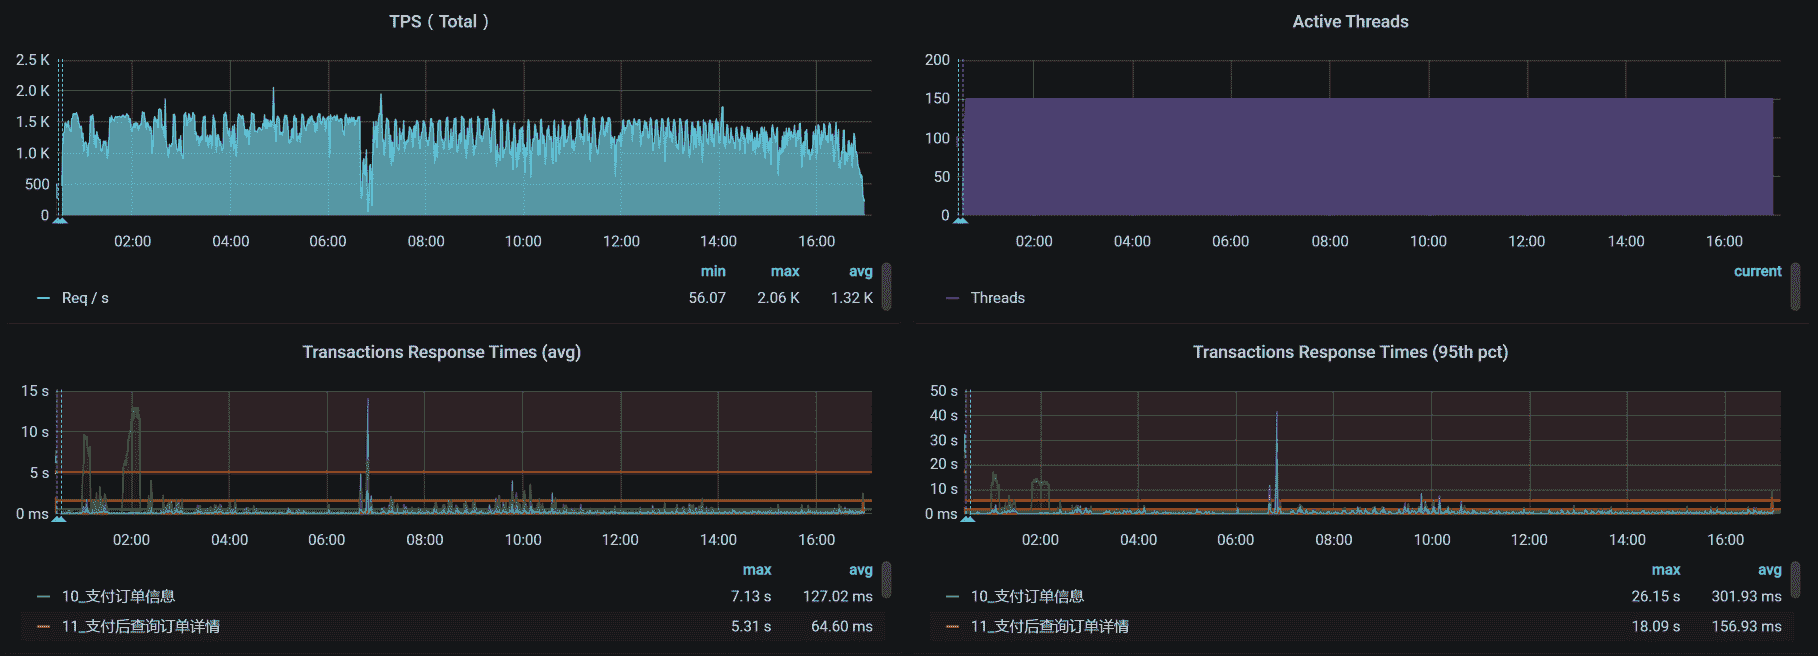 TPS ( Total )
2.5 K
2.0 K
1.5 K
1.0 K
500
0
02:00 04:00 06:00 08:00 10:00 12:00 14:00 16:00
min max avg
Req / s 56.07 2.06 K 1.32 K
Active Threads
200
150
100
50
0
02:00 04:00 06:00 08:00 10:00 12:00 14:00 16:00
current
Threads
Transactions Response Times (avg)
15 s
10 s
5 s
0 ms
02:00 04:00 06:00 08:00 10:00 12:00 14:00 16:00
max avg
10_支付订单信息 7.13 s 127.02 ms
11_支付后查询订单详情 5.31 s 64.60 ms
Transactions Response Times (95th pct)
50 s
40 s
30 s
20 s
10 s
0 ms
02:00 04:00 06:00 08:00 10:00 12:00 14:00 16:00
max avg
10_支付订单信息 26.15 s 301.93 ms
11_支付后查询订单详情 18.09 s 156.93 ms